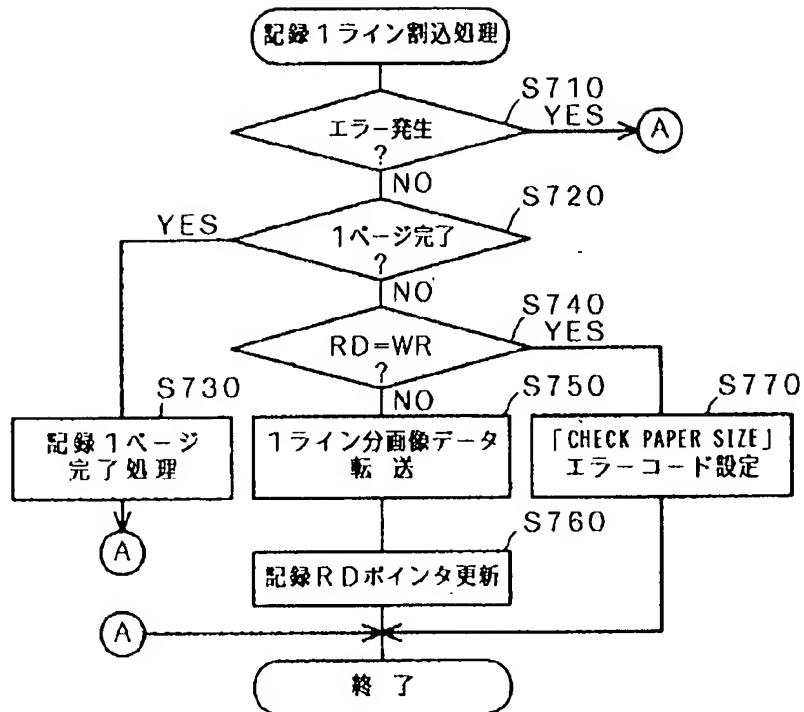 記録1ライン割込処理
S710
エラー発生
?
YES
A
NO
S720
YES
1ページ完了
?
NO
S740
RD=WR
?
YES
S730
記録1ページ
完了処理
A
NO
S750
1ライン分画像データ
転送
S770
「CHECK PAPER SIZE」
エラーコード設定
S760
記録RDポインタ更新
A
終了